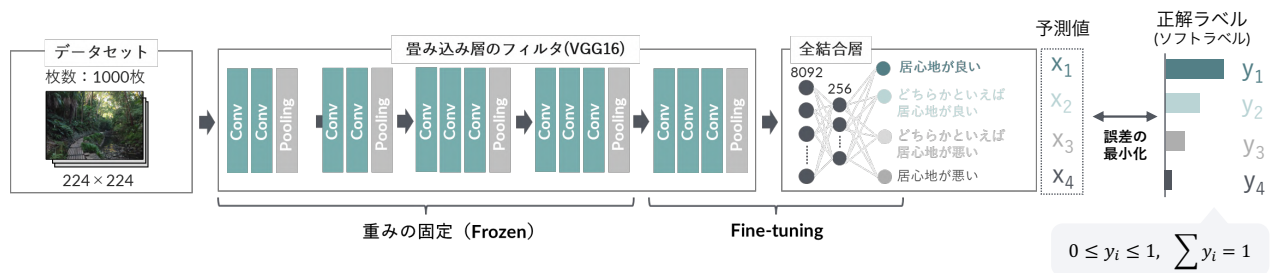 データセット
枚数：1000枚
224×224
畳み込み層のフィルタ(VGG16)
Conv
Conv
Pooling
Conv
Conv
Pooling
Conv
Conv
Conv
Pooling
Conv
Conv
Conv
Pooling
Conv
Conv
Conv
Pooling
重みの固定（Frozen）
Fine-tuning
全結合層
8092
256
居心地が良い
どちらかといえば
居心地が良い
どちらかといえば
居心地が悪い
居心地が悪い
予測値
x1
x2
x3
x4
誤差の
最小化
正解ラベル
(ソフトラベル)
y1
y2
y3
y4
0 ≤ yi ≤ 1, ∑ yi = 1